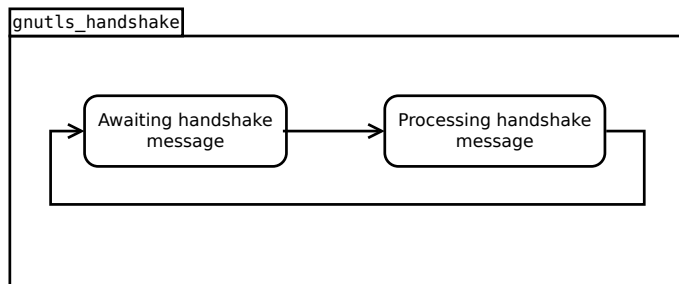 gnutls_handshake
Awaiting handshake
message
Processing handshake
message